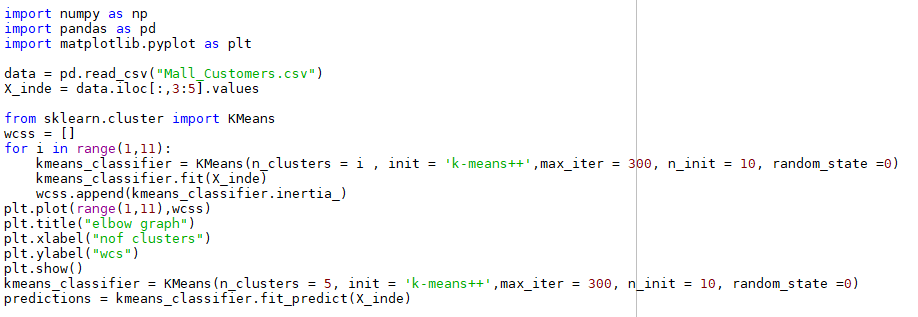 import numpy as np
import pandas as pd
import matplotlib.pyplot as plt
data = pd.read_csv("Mall_Customers.csv")
X_inde = data.iloc[:,3:5].values
from sklearn.cluster import KMeans
wcss = []
for i in range(1,11):
    kmeans_classifier = KMeans(n_clusters = i , init = 'k-means++',max_iter = 300, n_init = 10, random_state =0)
    kmeans_classifier.fit(X_inde)
    wcss.append(kmeans_classifier.inertia_)
plt.plot(range(1,11),wcss)
plt.title("elbow graph")
plt.xlabel("nof clusters")
plt.ylabel("wcs")
plt.show()
kmeans_classifier = KMeans(n_clusters = 5, init = 'k-means++',max_iter = 300, n_init = 10, random_state =0)
predictions = kmeans_classifier.fit_predict(X_inde)